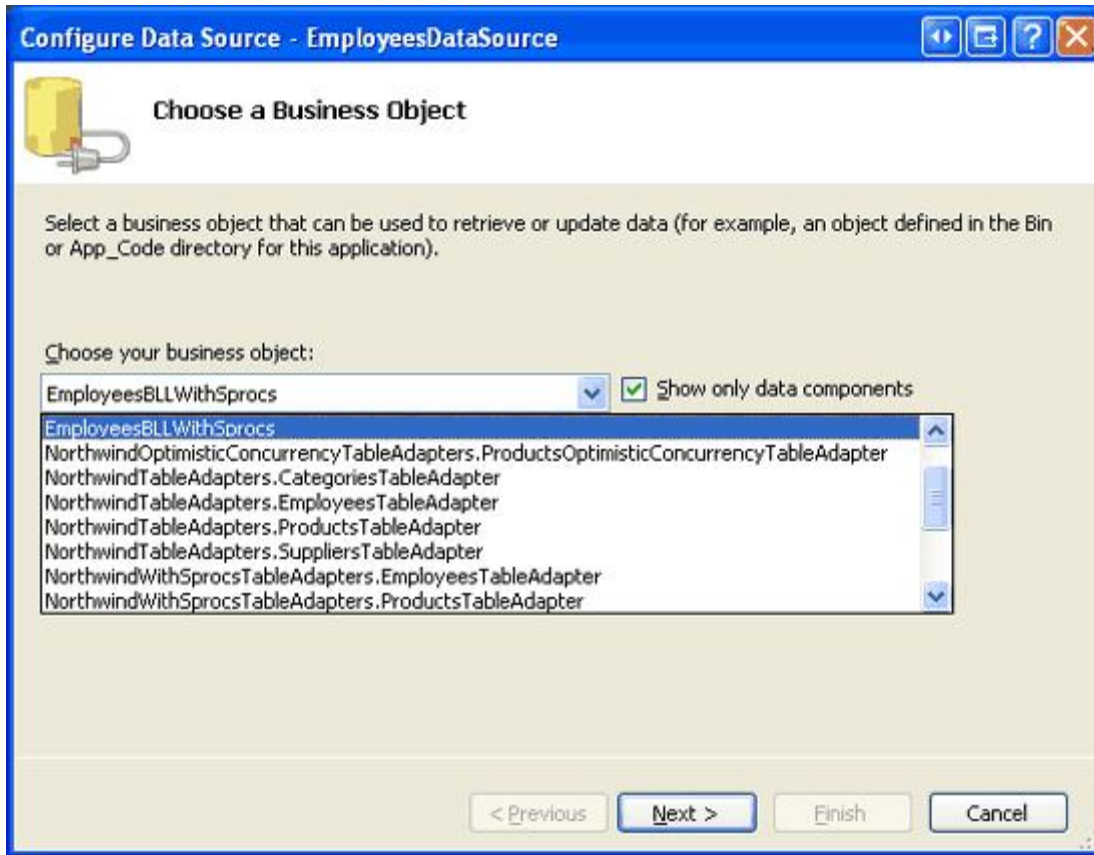 Configure Data Source - EmployeesDataSource
Choose a Business Object
Select a business object that can be used to retrieve or update data (for example, an object defined in the Bin
or App_Code directory for this application).
Choose your business object:
EmployeesBLLWithSprocs
Show only data components
EmployeesBLLWithSprocs
NorthwindOptimisticConcurrencyTableAdapters.ProductsOptimisticConcurrencyTableAdapter
NorthwindTableAdapters.CategoriesTableAdapter
NorthwindTableAdapters.EmployeesTableAdapter
NorthwindTableAdapters.ProductsTableAdapter
NorthwindTableAdapters.SuppliersTableAdapter
NorthwindWithSprocsTableAdapters.EmployeesTableAdapter
NorthwindWithSprocsTableAdapters.ProductsTableAdapter
< Previous
Next >
Finish
Cancel